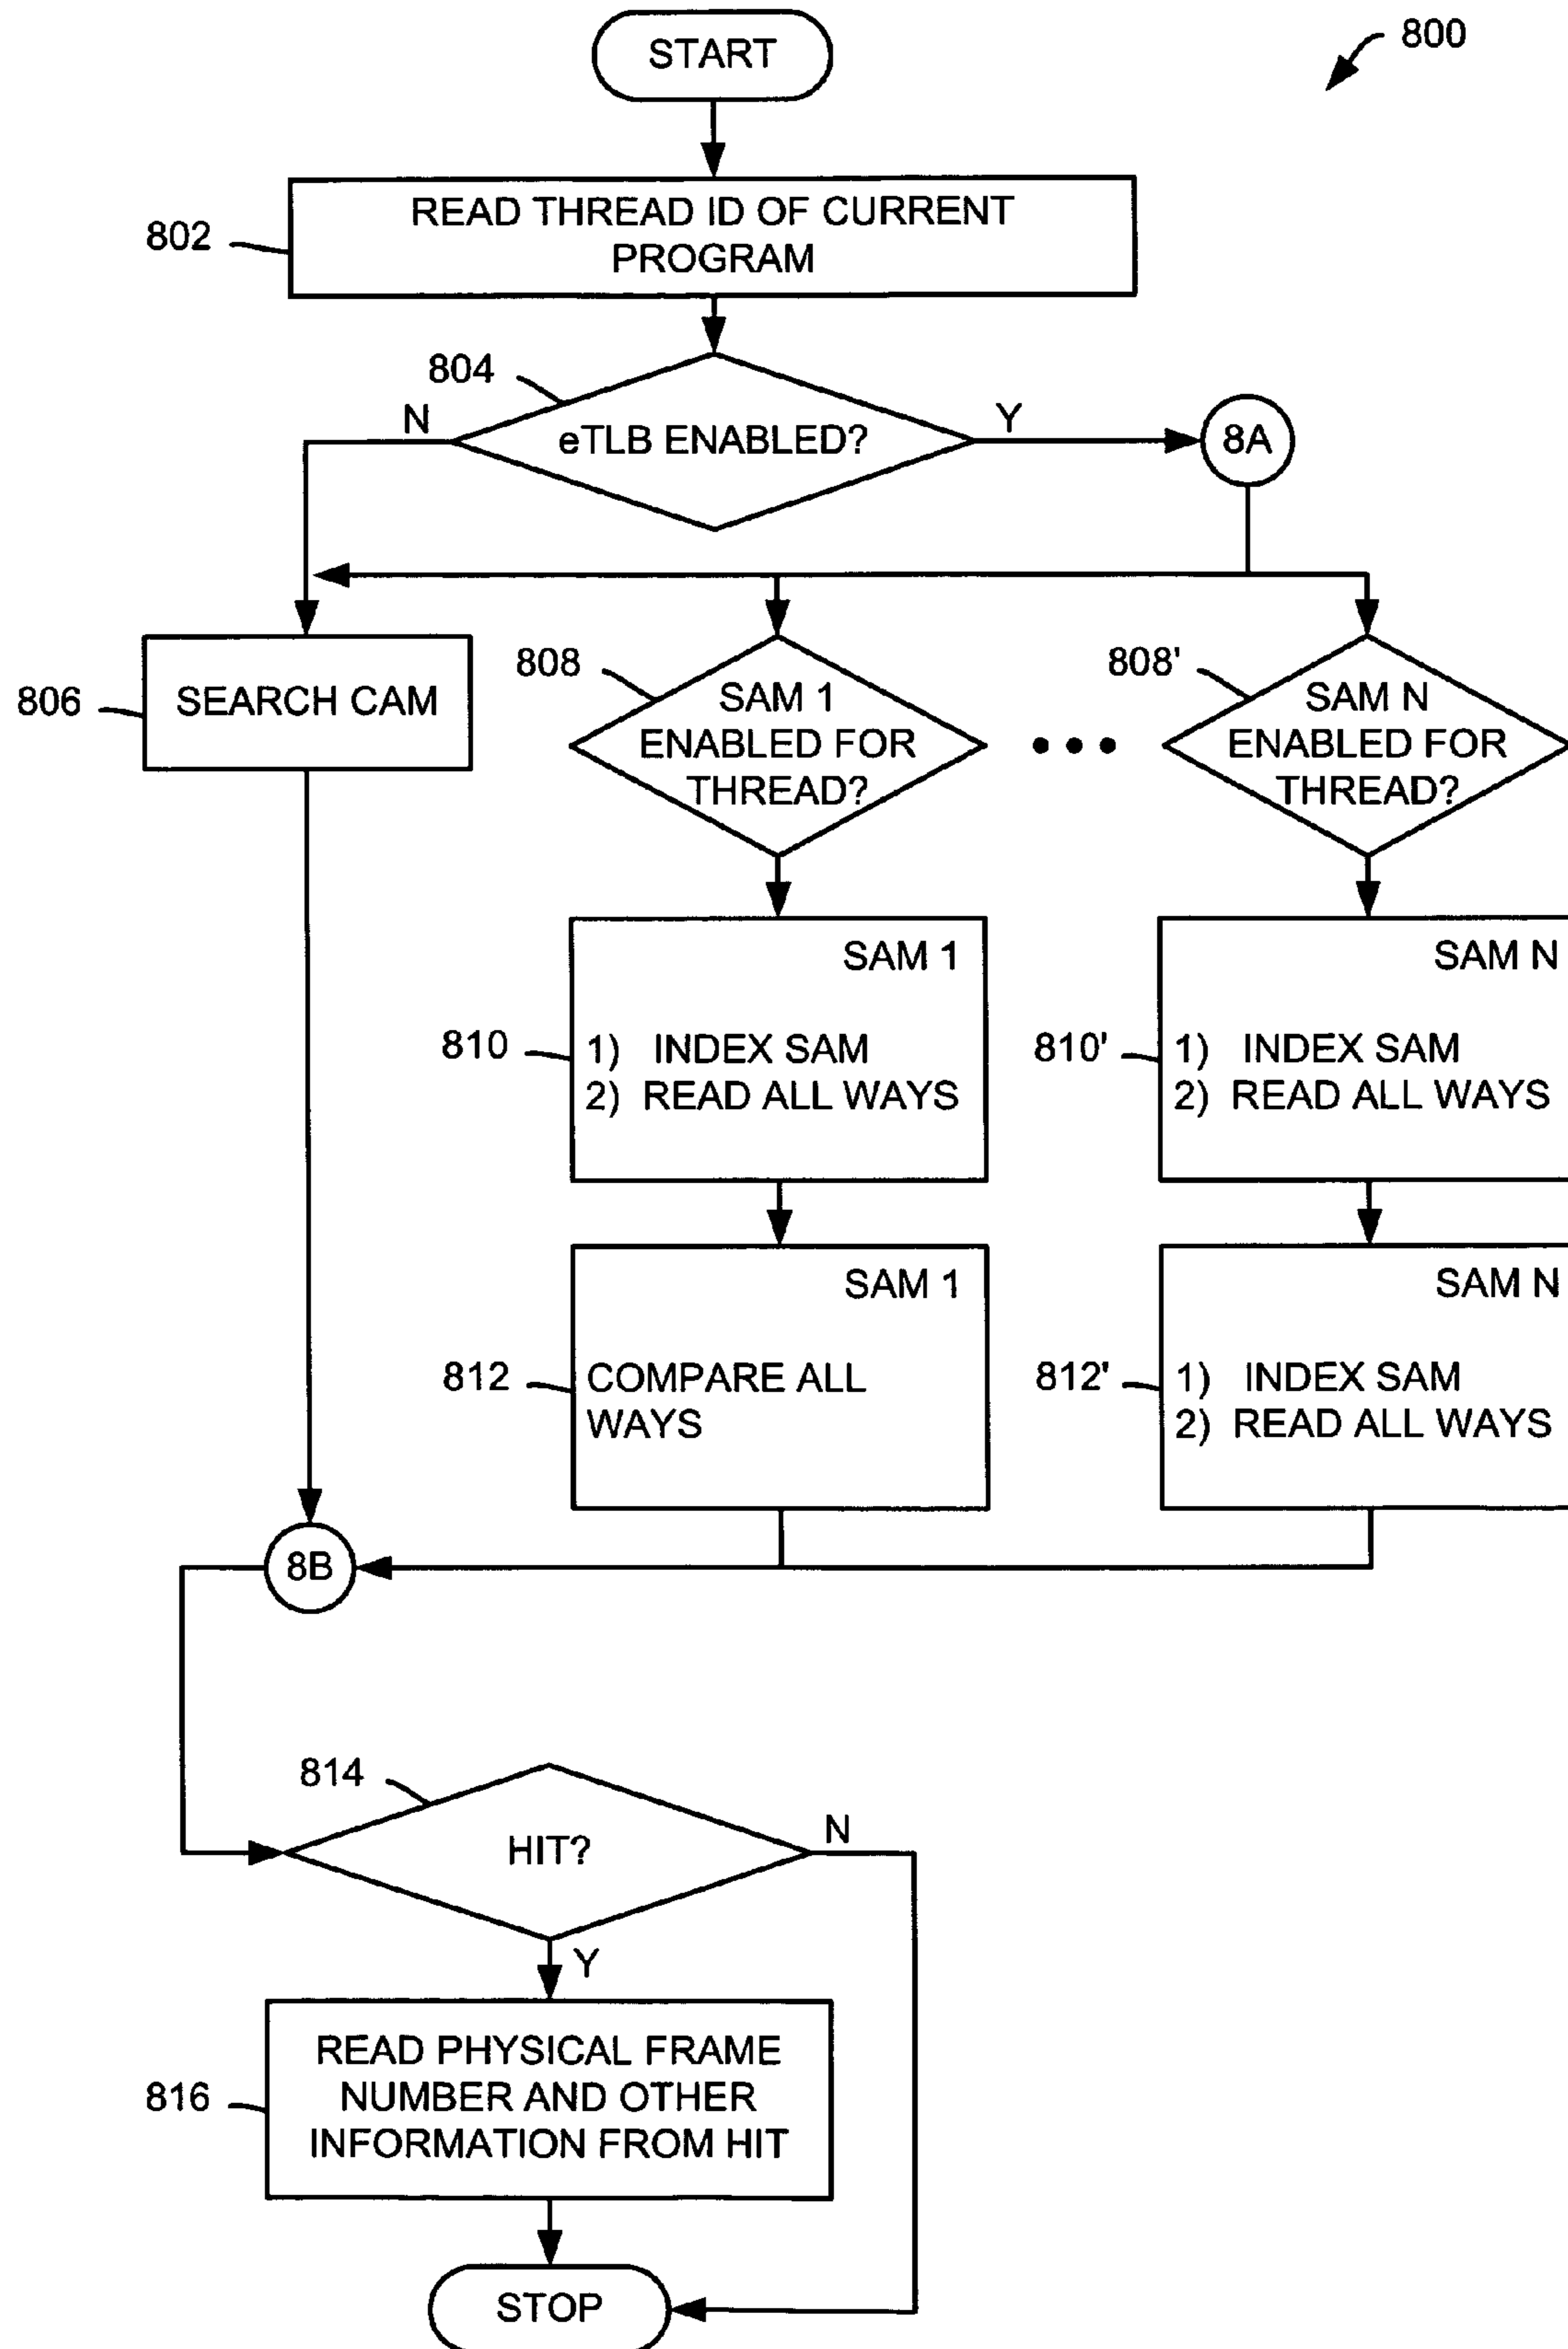 800
START
802
READ THREAD ID OF CURRENT
PROGRAM
804
N
eTLB ENABLED?
Y
8A
806
SEARCH CAM
808
SAM 1
ENABLED FOR
THREAD?
808'
SAM N
ENABLED FOR
THREAD?
810
SAM 1
1) INDEX SAM
2) READ ALL WAYS
810'
SAM N
1) INDEX SAM
2) READ ALL WAYS
812
SAM 1
COMPARE ALL
WAYS
812'
SAM N
1) INDEX SAM
2) READ ALL WAYS
8B
814
HIT?
N
Y
816
READ PHYSICAL FRAME
NUMBER AND OTHER
INFORMATION FROM HIT
STOP